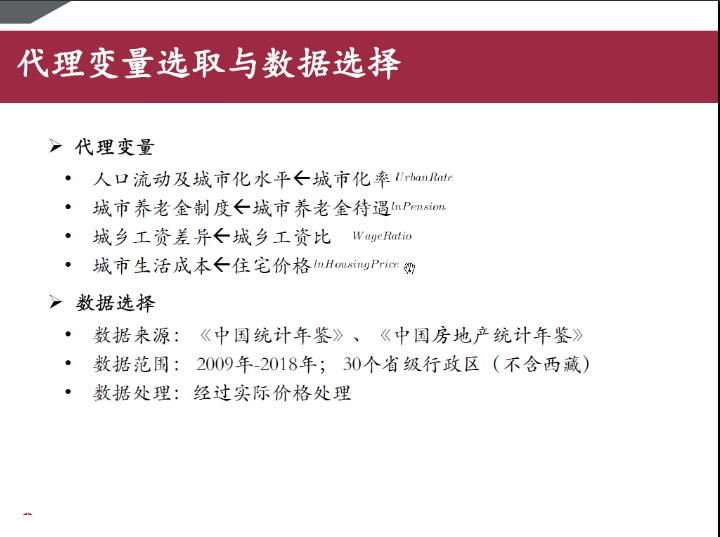 代理变量选取与数据选择
➢ 代理变量
• 人口流动及城市化水平←城市化率 UrbanRate
• 城市养老金制度←城市养老金待遇 lnPension
• 城乡工资差异←城乡工资比 WageRatio
• 城市生活成本←住宅价格 lnHousingPrice
➢ 数据选择
• 数据来源：《中国统计年鉴》、《中国房地产统计年鉴》
• 数据范围：2009年-2018年；30个省级行政区（不含西藏）
• 数据处理：经过实际价格处理